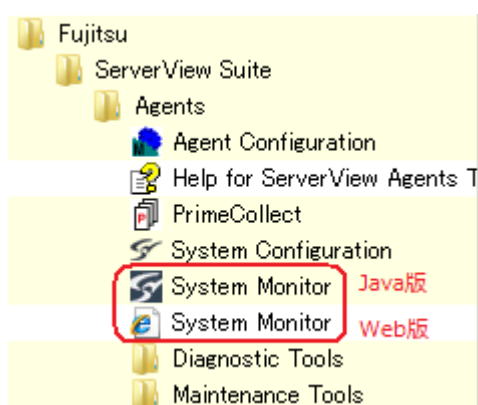 Fujitsu
ServerView Suite
Agents
Agent Configuration
Help for ServerView Agents T
PrimeCollect
System Configuration
System Monitor Java版
System Monitor Web版
Diagnostic Tools
Maintenance Tools